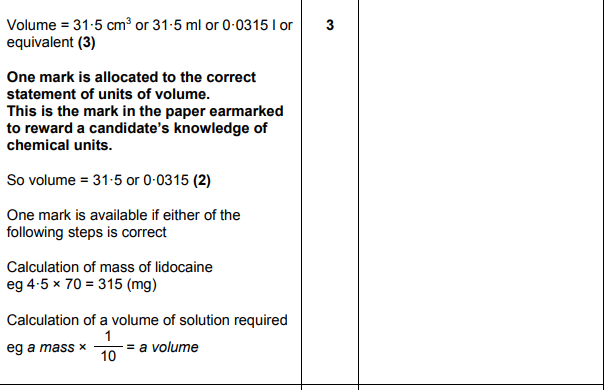 Volume = 31·5 cm³ or 31·5 ml or 0·0315 l or
equivalent (3)
3
One mark is allocated to the correct
statement of units of volume.
This is the mark in the paper earmarked
to reward a candidate's knowledge of
chemical units.
So volume = 31·5 or 0·0315 (2)
One mark is available if either of the
following steps is correct
Calculation of mass of lidocaine
eg 4·5 × 70 = 315 (mg)
Calculation of a volume of solution required
eg a mass × 1/10 = a volume